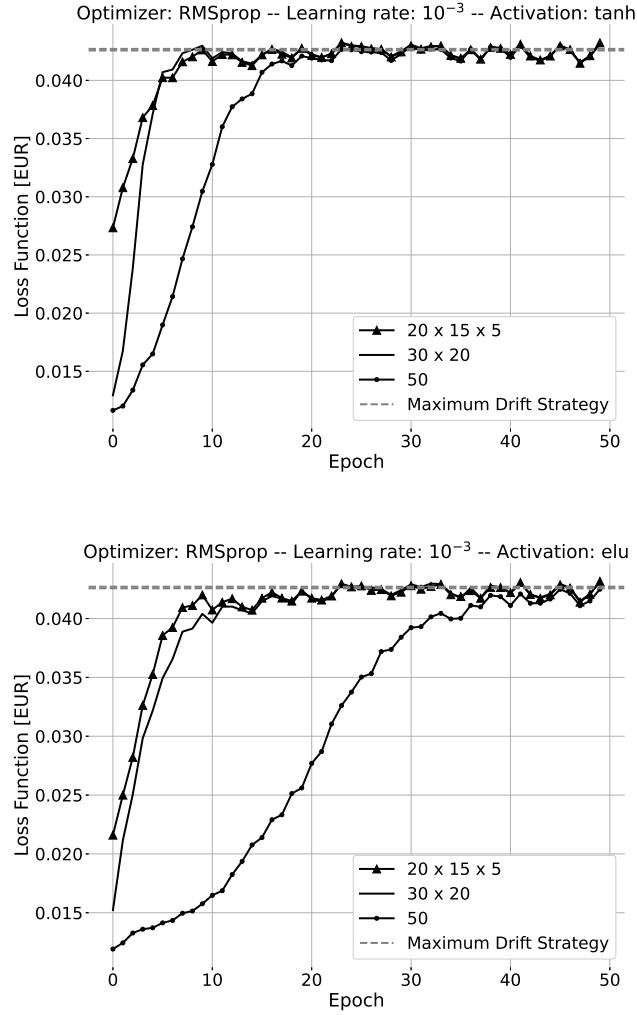 Optimizer: RMSprop -- Learning rate: 10⁻³ -- Activation: tanh
Loss Function [EUR]
0.040
0.035
0.030
0.025
0.020
0.015
20 x 15 x 5
30 x 20
50
Maximum Drift Strategy
0 10 20 30 40 50
Epoch
Optimizer: RMSprop -- Learning rate: 10⁻³ -- Activation: elu
Loss Function [EUR]
0.040
0.035
0.030
0.025
0.020
0.015
20 x 15 x 5
30 x 20
50
Maximum Drift Strategy
0 10 20 30 40 50
Epoch